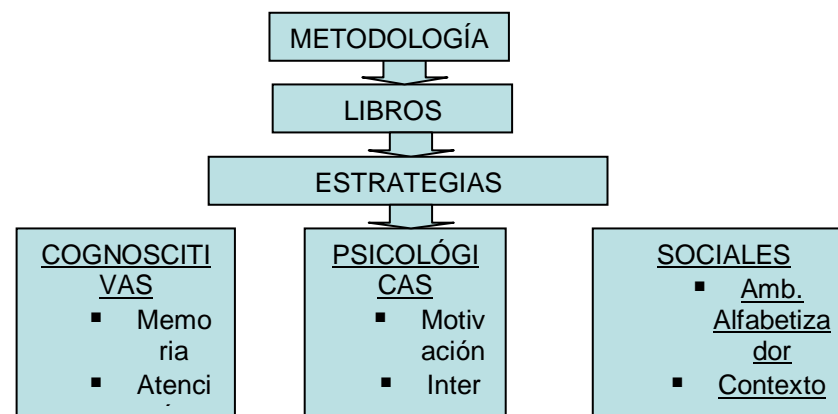 METODOLOGÍA
LIBROS
ESTRATEGIAS
COGNOSCITI
VAS
▪ Memo
ria
▪ Atenci
PSICOLÓGI
CAS
▪ Motiv
ación
▪ Inter
SOCIALES
▪ Amb.
Alfabetiza
dor
▪ Contexto